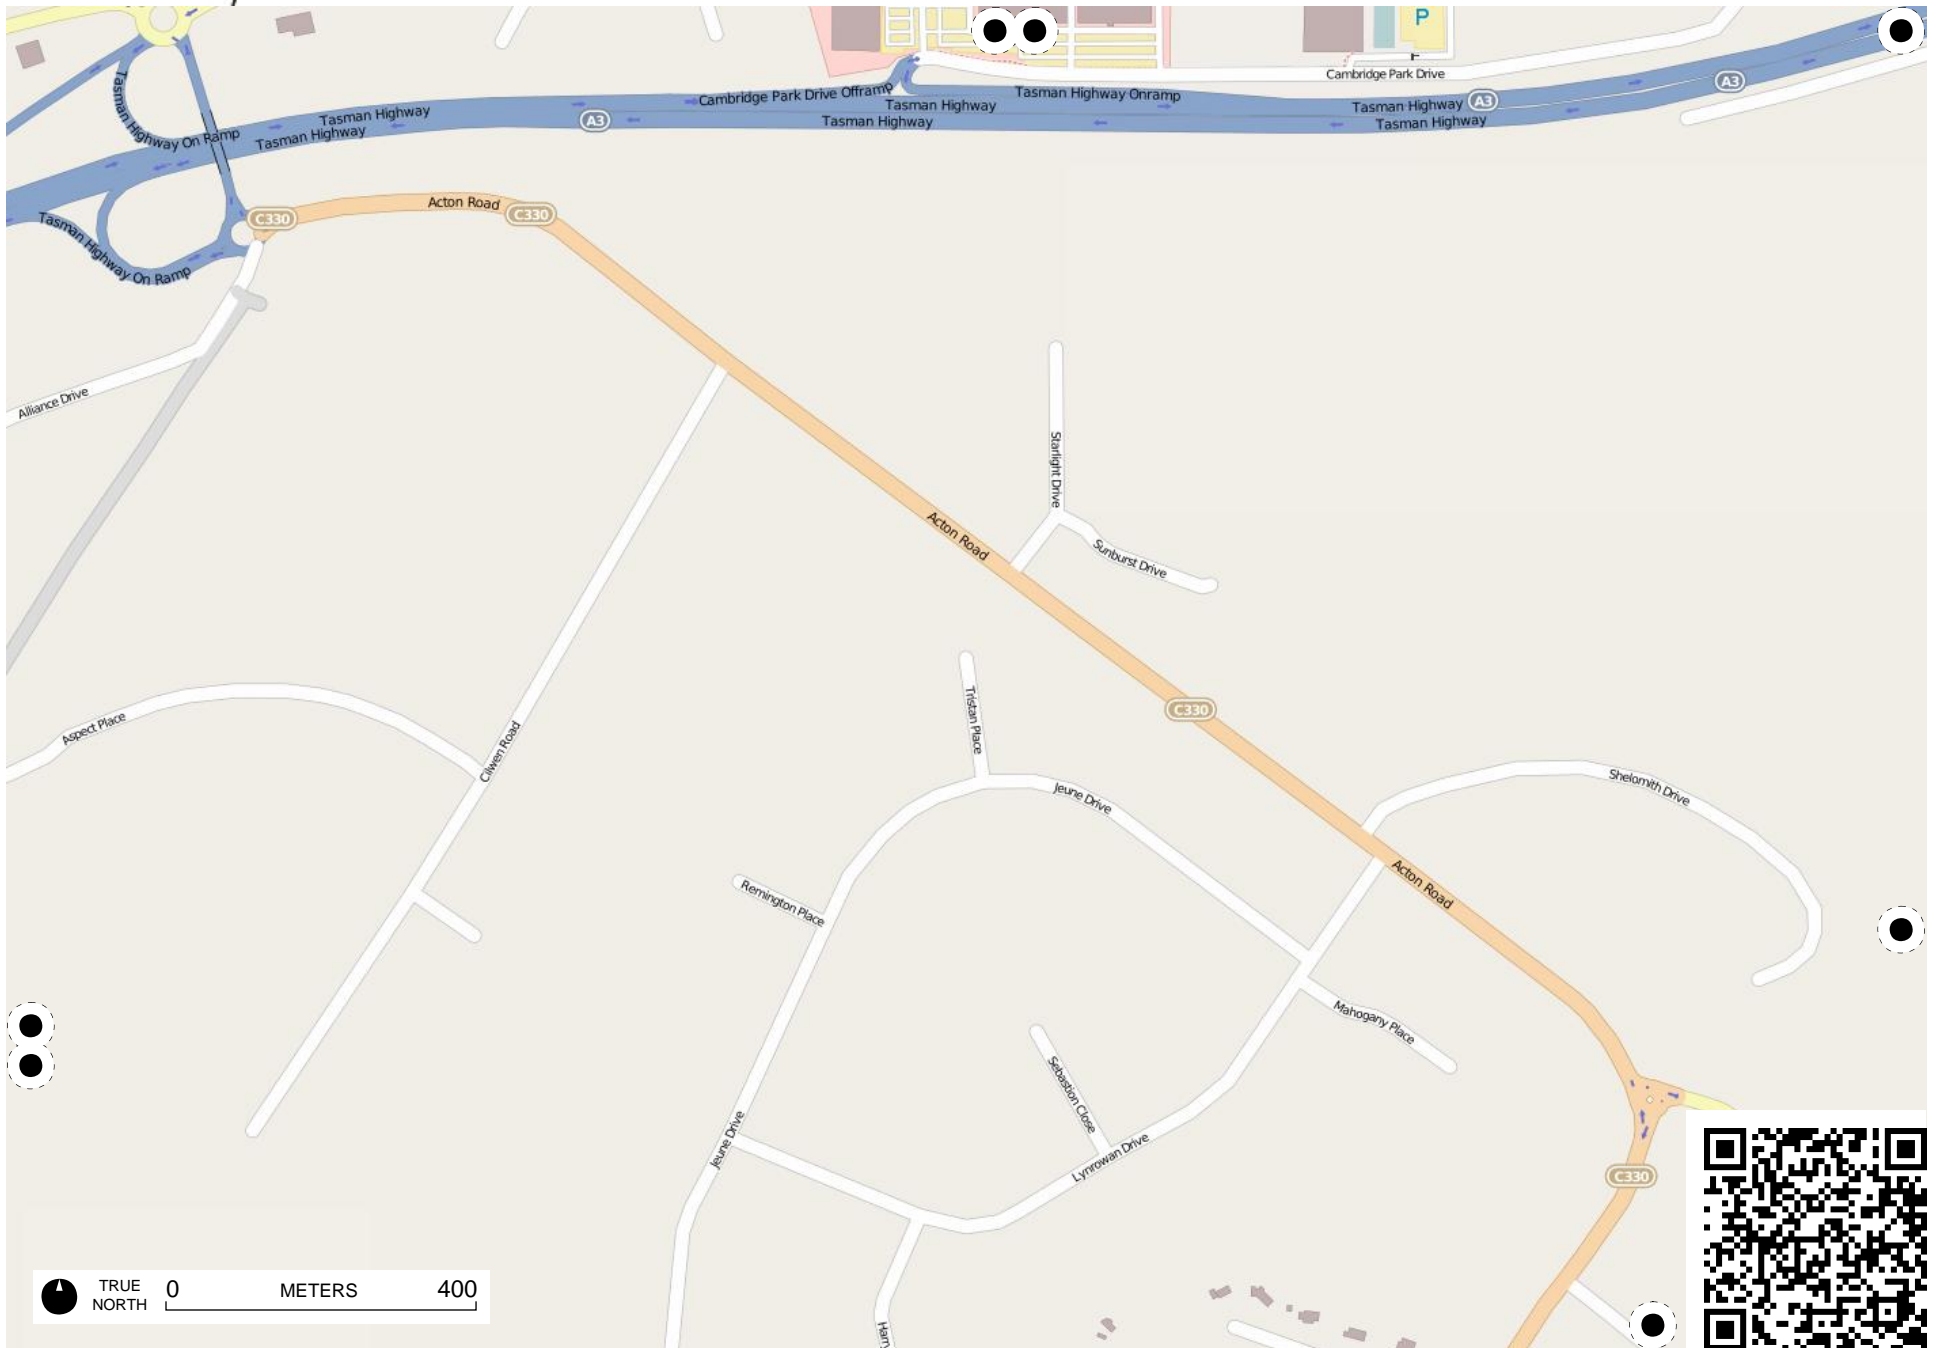 P
Cambridge Park Drive
A3
Cambridge Park Drive Offramp
Tasman Highway Onramp
Tasman Highway
Tasman Highway
A3
Tasman Highway
Tasman Highway
A3
Tasman Highway
Tasman Highway
Tasman Highway On Ramp
Tasman Highway
Acton Road
C330
C330
Tasman Highway On Ramp
Alliance Drive
Starlight Drive
Acton Road
Sunburst Drive
Tristan Place
C330
Aspect Place
Cilwen Road
Jeune Drive
Shelomith Drive
Acton Road
Remington Place
Mahogany Place
Sebastion Close
Jeune Drive
Lynrowan Drive
C330
TRUE
NORTH
0 METERS 400